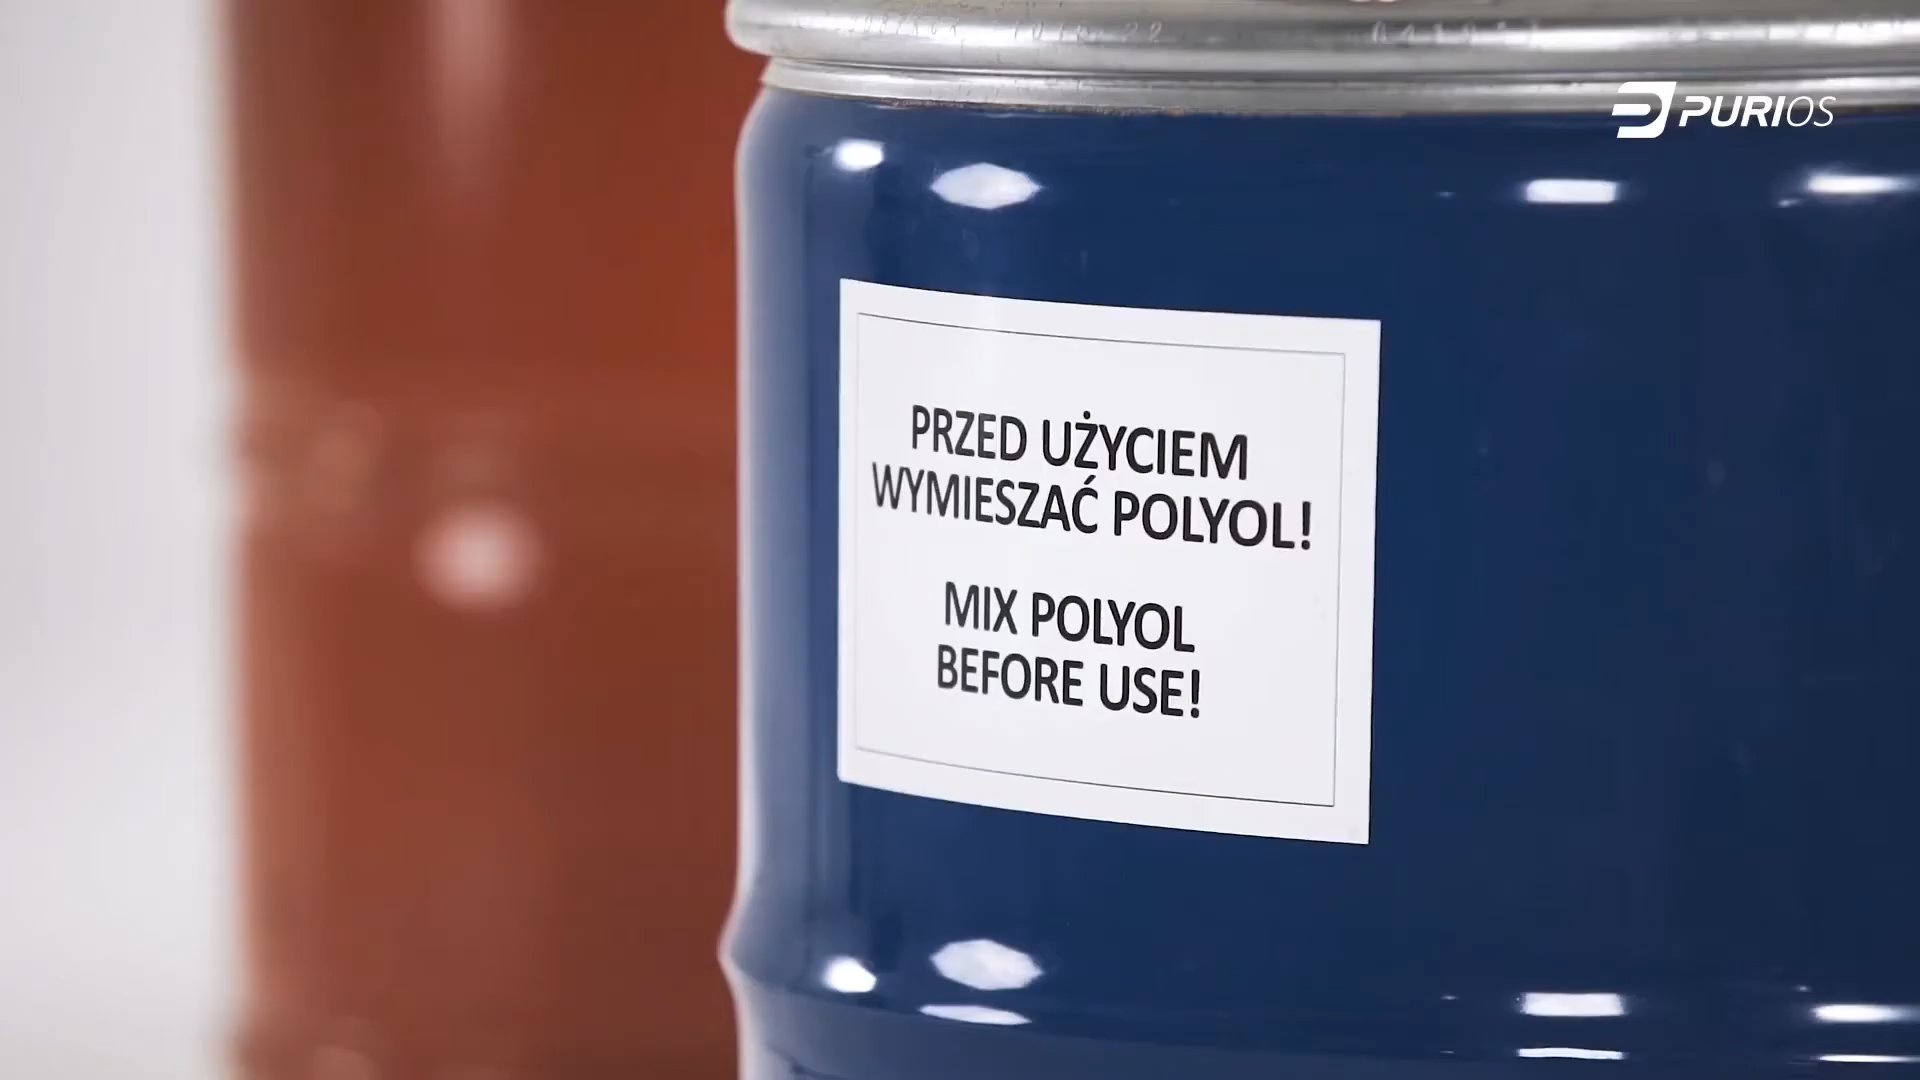 PURIOS
PRZED UŻYCIEM
WYMIESZAĆ POLYOL!
MIX POLYOL
BEFORE USE!